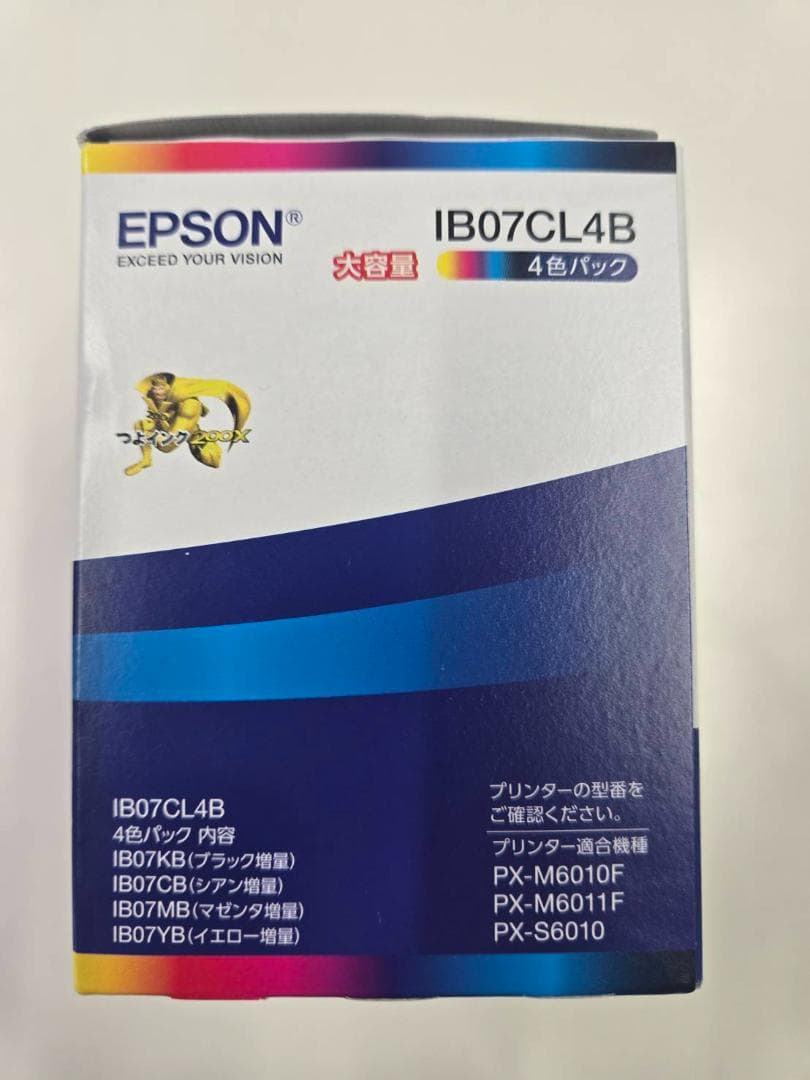 EPSON®
EXCEED YOUR VISION
IB07CL4B
大容量
4色パック
つよインク200X
IB07CL4B
4色パック 内容
IB07KB(ブラック増量)
IB07CB(シアン増量)
IB07MB(マゼンタ増量)
IB07YB(イエロー増量)
プリンターの型番を
ご確認ください。
プリンター適合機種
PX-M6010F
PX-M6011F
PX-S6010